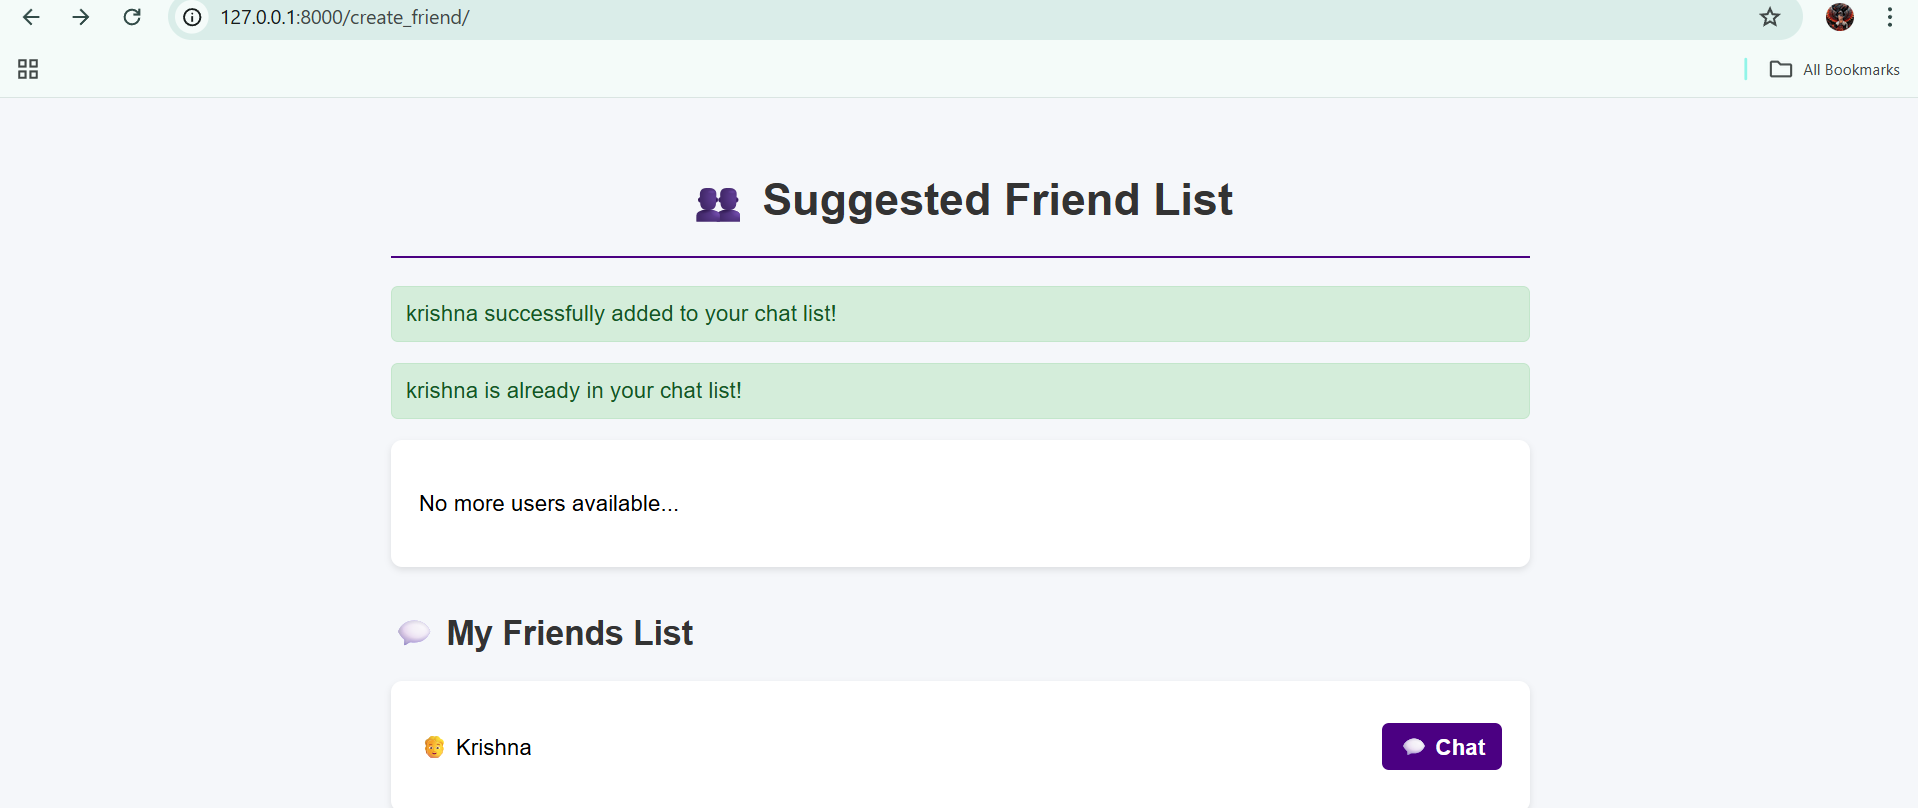 127.0.0.1:8000/create_friend/
All Bookmarks
Suggested Friend List
krishna successfully added to your chat list!
krishna is already in your chat list!
No more users available...
My Friends List
Krishna
Chat